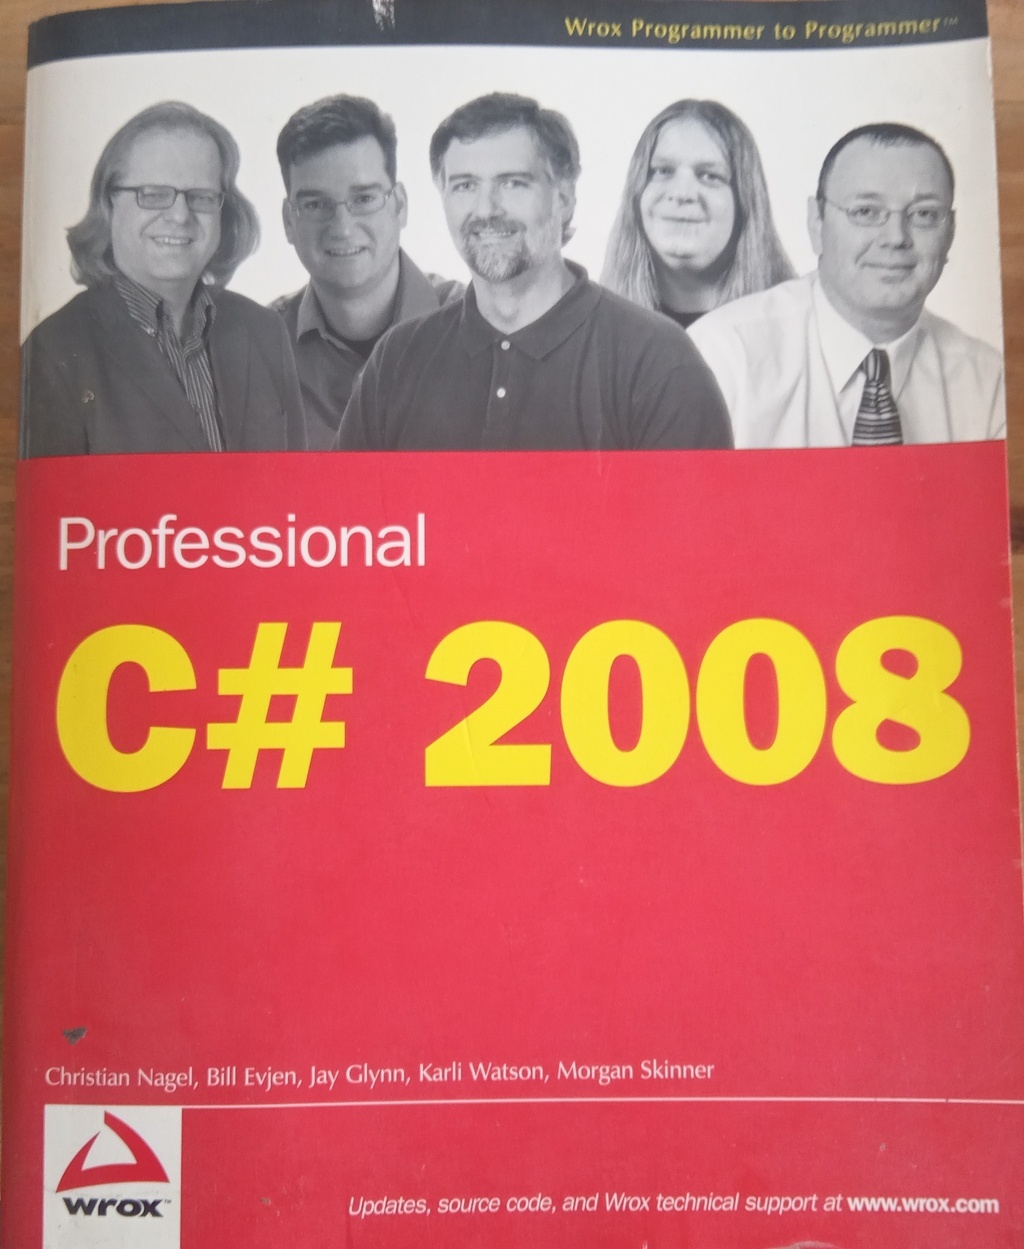 Wrox Programmer to Programmer™
Professional
C# 2008
Christian Nagel, Bill Evjen, Jay Glynn, Karli Watson, Morgan Skinner
wrox™
Updates, source code, and Wrox technical support at www.wrox.com